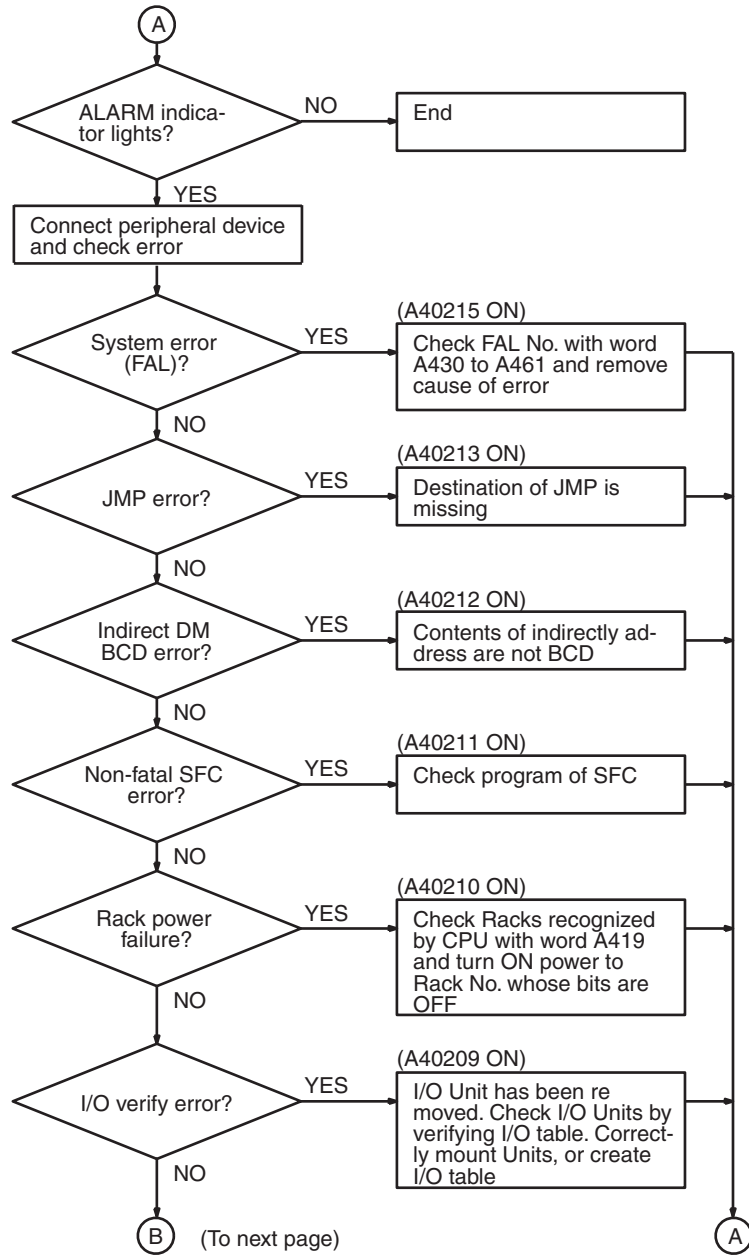 A
ALARM indica-
tor lights?
NO
End
YES
Connect peripheral device
and check error
System error
(FAL)?
YES
(A40215 ON)
Check FAL No. with word
A430 to A461 and remove
cause of error
NO
JMP error?
YES
(A40213 ON)
Destination of JMP is
missing
NO
Indirect DM
BCD error?
YES
(A40212 ON)
Contents of indirectly ad-
dress are not BCD
NO
Non-fatal SFC
error?
YES
(A40211 ON)
Check program of SFC
NO
Rack power
failure?
YES
(A40210 ON)
Check Racks recognized
by CPU with word A419
and turn ON power to
Rack No. whose bits are
OFF
NO
I/O verify error?
YES
(A40209 ON)
I/O Unit has been re
moved. Check I/O Units by
verifying I/O table. Correct-
ly mount Units, or create
I/O table
NO
B
(To next page)
A